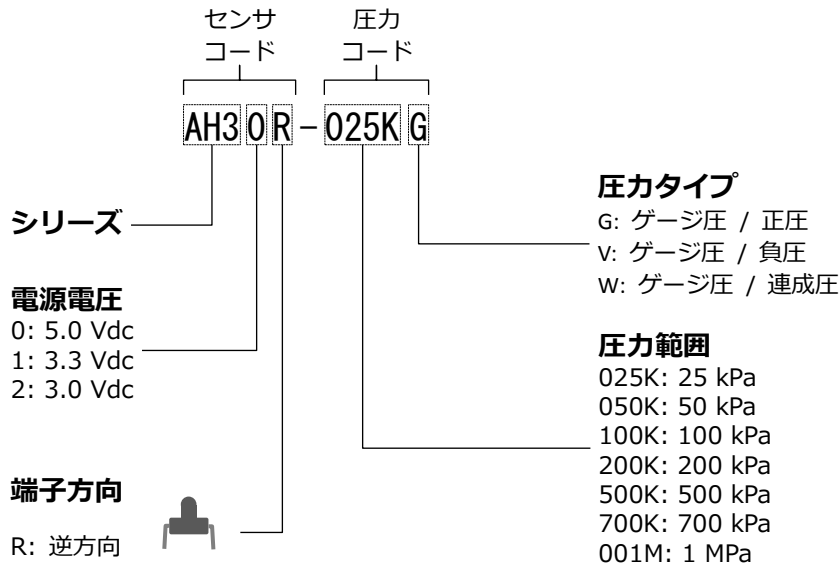 センサ
コード
圧力
コード
AH30R-025KG
シリーズ
電源電圧
0: 5.0 Vdc
1: 3.3 Vdc
2: 3.0 Vdc
端子方向
R: 逆方向
圧力タイプ
G: ゲージ圧 / 正圧
V: ゲージ圧 / 負圧
W: ゲージ圧 / 連成圧
圧力範囲
025K: 25 kPa
050K: 50 kPa
100K: 100 kPa
200K: 200 kPa
500K: 500 kPa
700K: 700 kPa
001M: 1 MPa